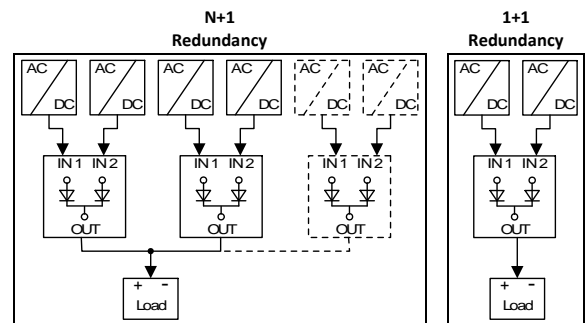 N+1
Redundancy
1+1
Redundancy
AC AC AC AC AC AC AC AC
DC DC DC DC DC DC DC DC
IN 1 IN 2 IN 1 IN 2 IN 1 IN 2 IN 1 IN 2
OUT OUT OUT OUT
+ - + -
Load Load